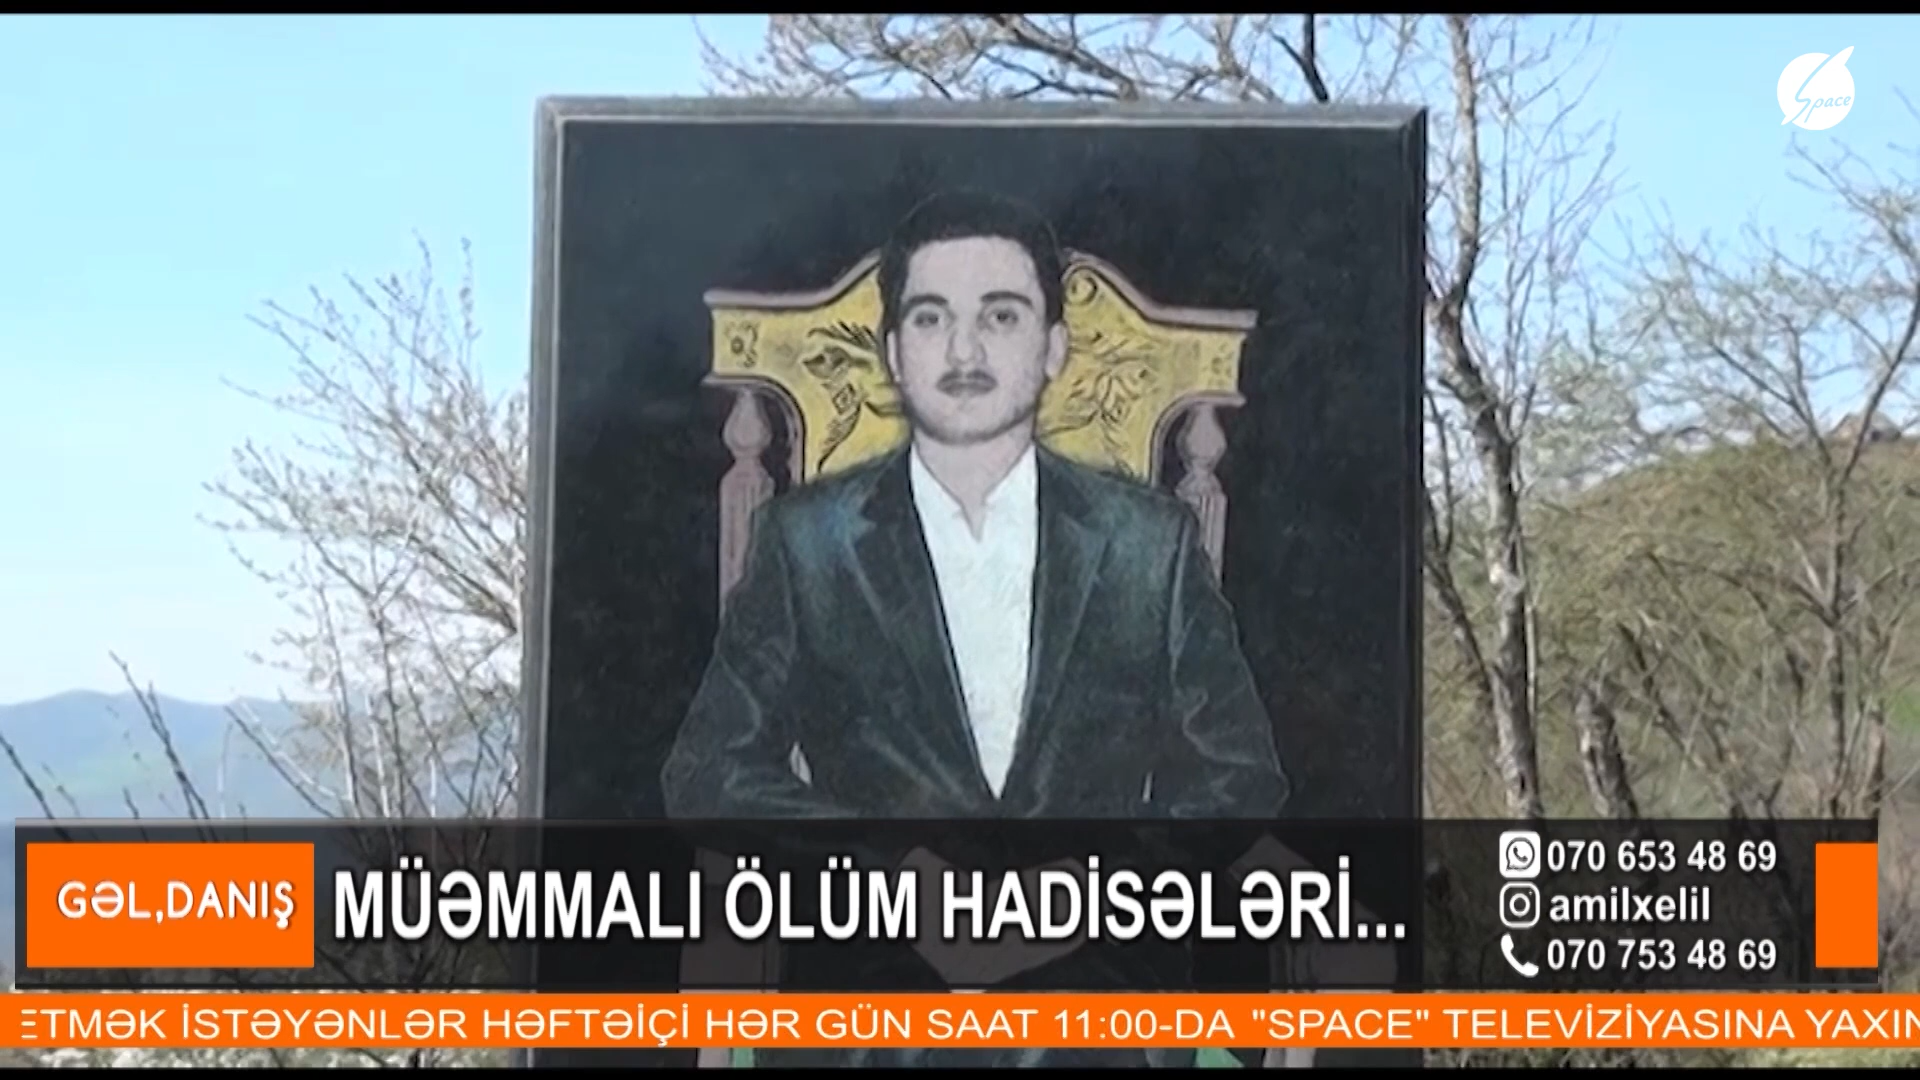 Space
GƏL,DANIŞ
MÜƏMMALI ÖLÜM HADİSƏLƏRİ...
070 653 48 69
amilxelil
070 753 48 69
ETMƏK İSTƏYƏNLƏR HƏFTƏİÇİ HƏR GÜN SAAT 11:00-DA "SPACE" TELEVİZİYASINA YAXIN